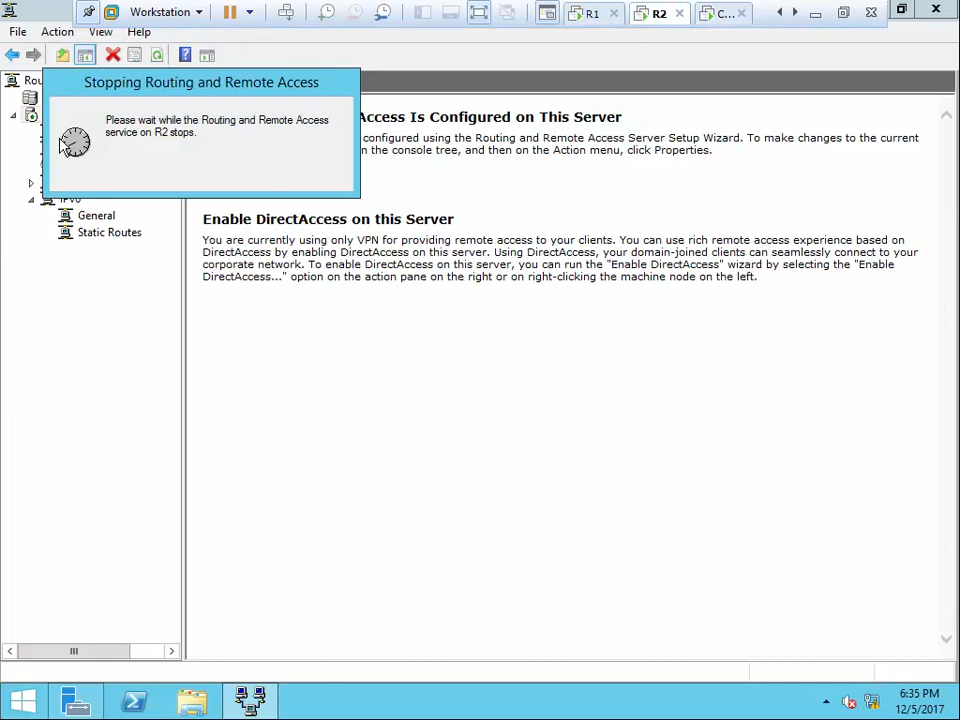 Workstation
R1
R2
C...
File Action View Help
Rou
Stopping Routing and Remote Access
Please wait while the Routing and Remote Access
service on R2 stops.
Access Is Configured on This Server
configured using the Routing and Remote Access Server Setup Wizard. To make changes to the current
n the console tree, and then on the Action menu, click Properties.
General
Static Routes
Enable DirectAccess on this Server
You are currently using only VPN for providing remote access to your clients. You can use rich remote access experience based on
DirectAccess by enabling DirectAccess on this server. Using DirectAccess, your domain-joined clients can seamlessly connect to your
corporate network. To enable DirectAccess on this server, you can run the "Enable DirectAccess" wizard by selecting the "Enable
DirectAccess..." option on the action pane on the right or on right-clicking the machine node on the left.
6:35 PM
12/5/2017